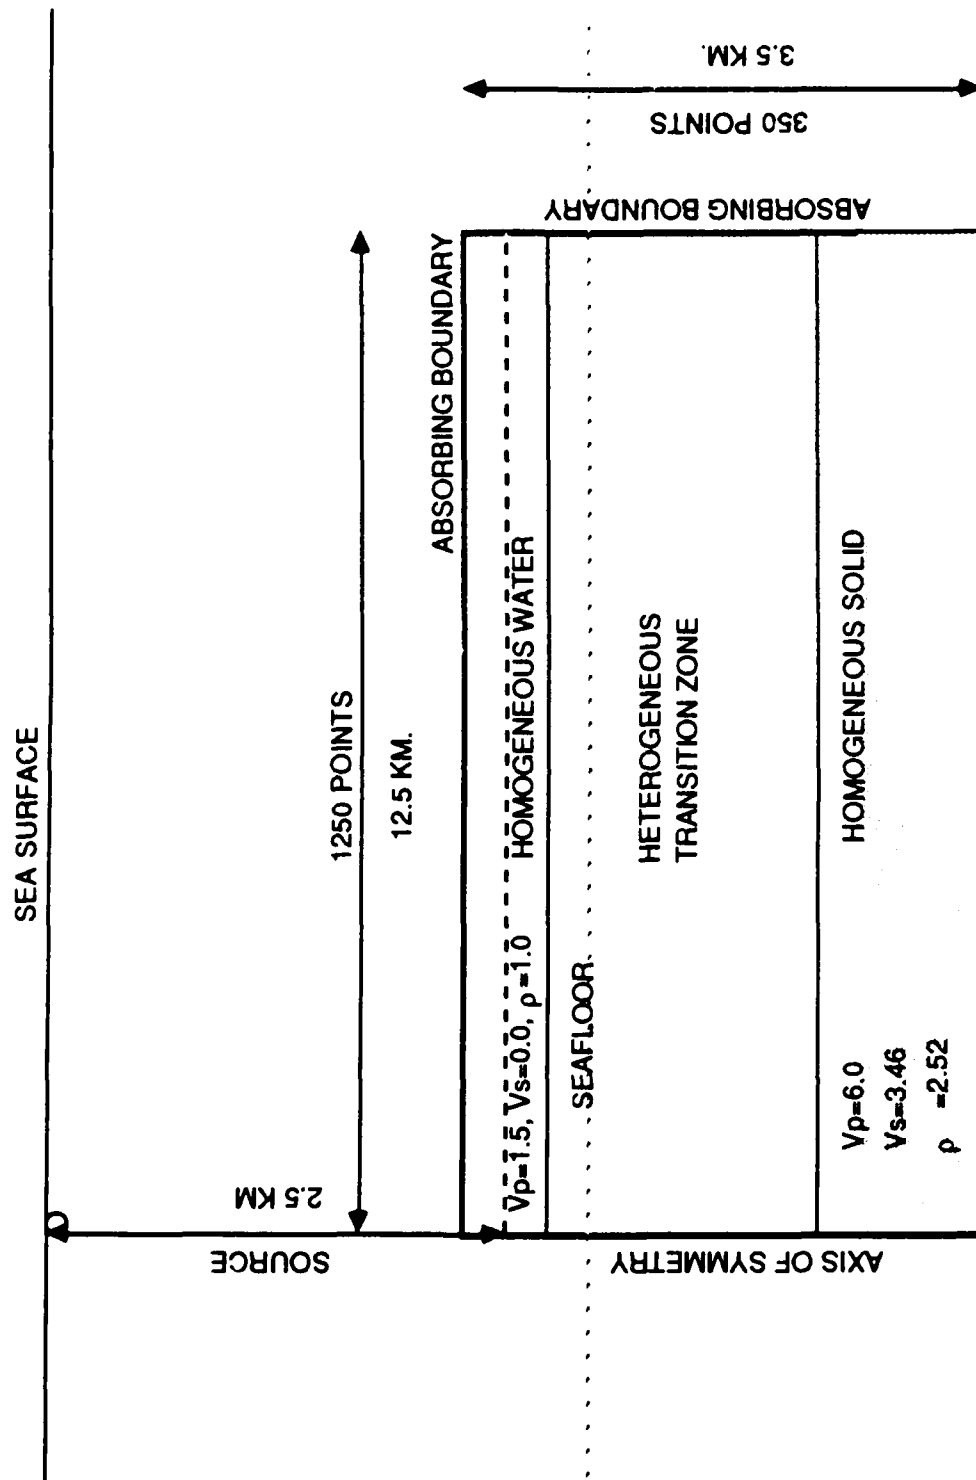 SEA SURFACE
SOURCE
2.5 KM
1250 POINTS
12.5 KM.
ABSORBING BOUNDARY
Vp=1.5, Vs=0.0, ρ=1.0
HOMOGENEOUS WATER
SEAFLOOR
HETEROGENEOUS
TRANSITION ZONE
Vp=6.0
Vs=3.46
ρ =2.52
HOMOGENEOUS SOLID
AXIS OF SYMMETRY
ABSORBING BOUNDARY
350 POINTS
3.5 KM.